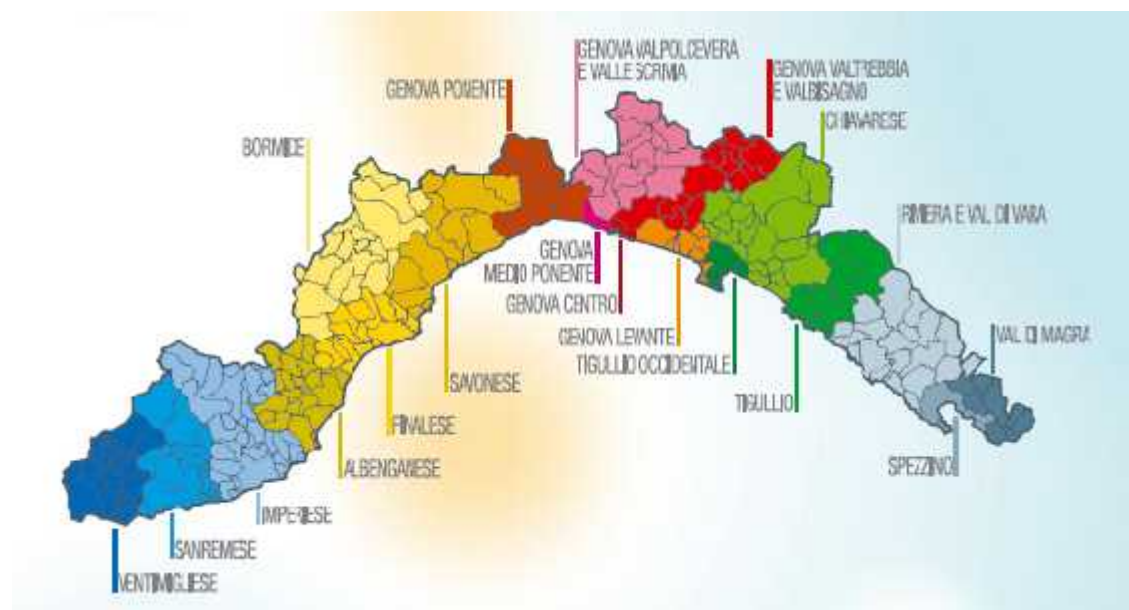 GENOVA VALPOLCEVERA
E VALLE SCRIVIA
GENOVA VALTREBBIA
E VALBISAGNO
GENOVA PONENTE
CHIAVARESE
BORMIDE
RIVIERA E VAL DI VARA
GENOVA
MEDIO PONENTE
GENOVA CENTRO
GENOVA LEVANTE
TIGULLIO OCCIDENTALE
VAL DI MAGRA
SAVONESE
TIGULLIO
FINALESE
ALBENGANESE
SPEZZINO
IMPERIESE
SANREMESE
VENTIMIGLIESE